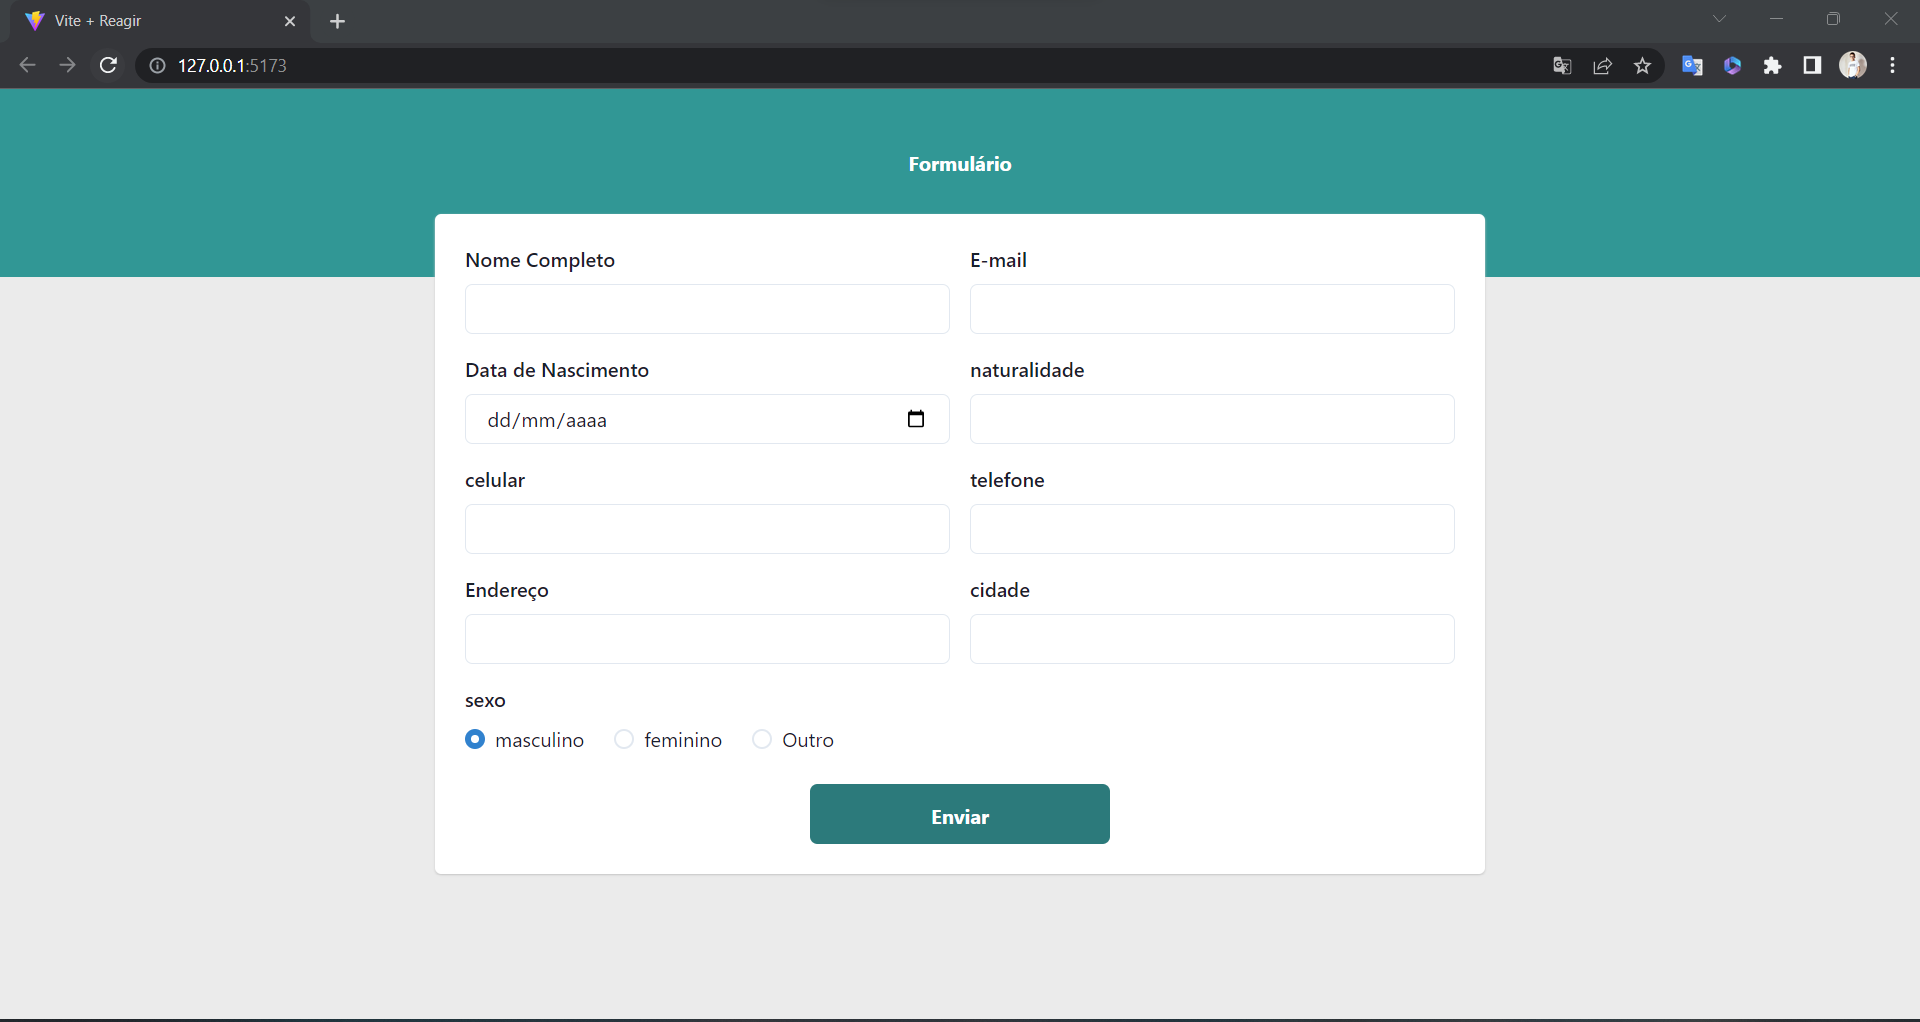 Vite + Reagir
127.0.0.1:5173
Formulário
Nome Completo
E-mail
Data de Nascimento
naturalidade
dd/mm/aaaa
celular
telefone
Endereço
cidade
sexo
masculino feminino Outro
Enviar